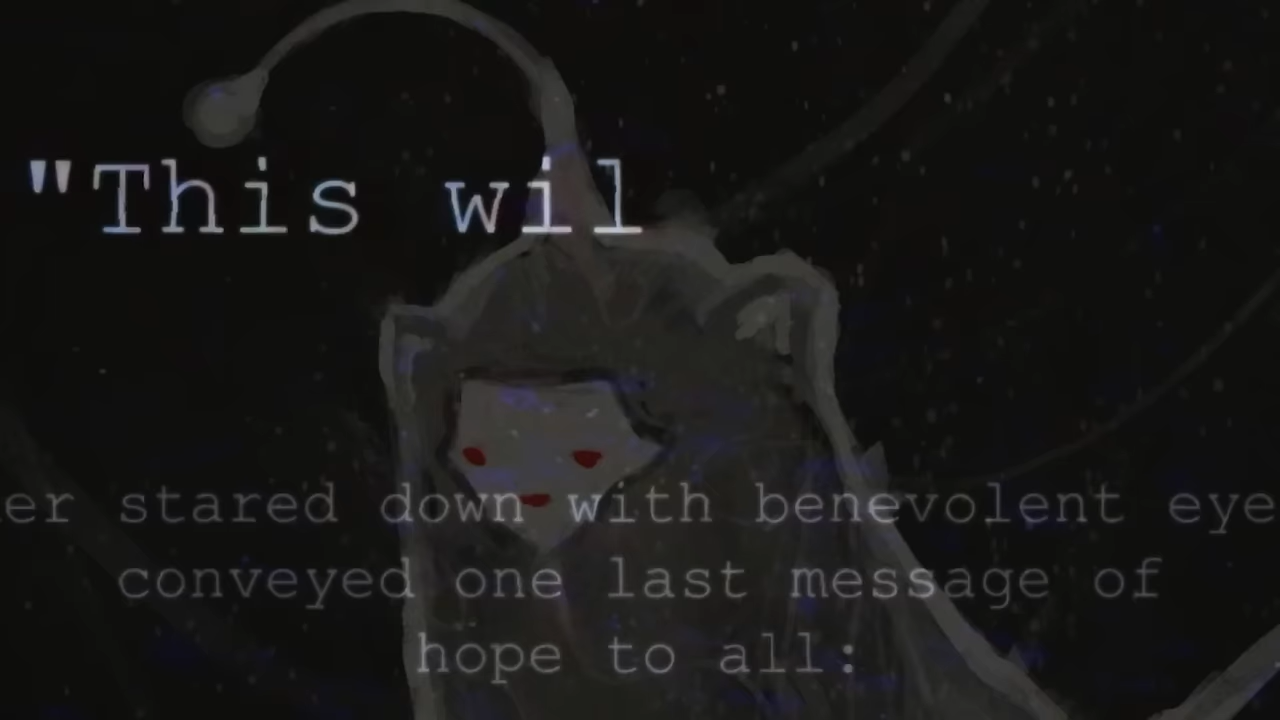 "This wil
er stared down with benevolent eye
conveyed one last message of
hope to all: